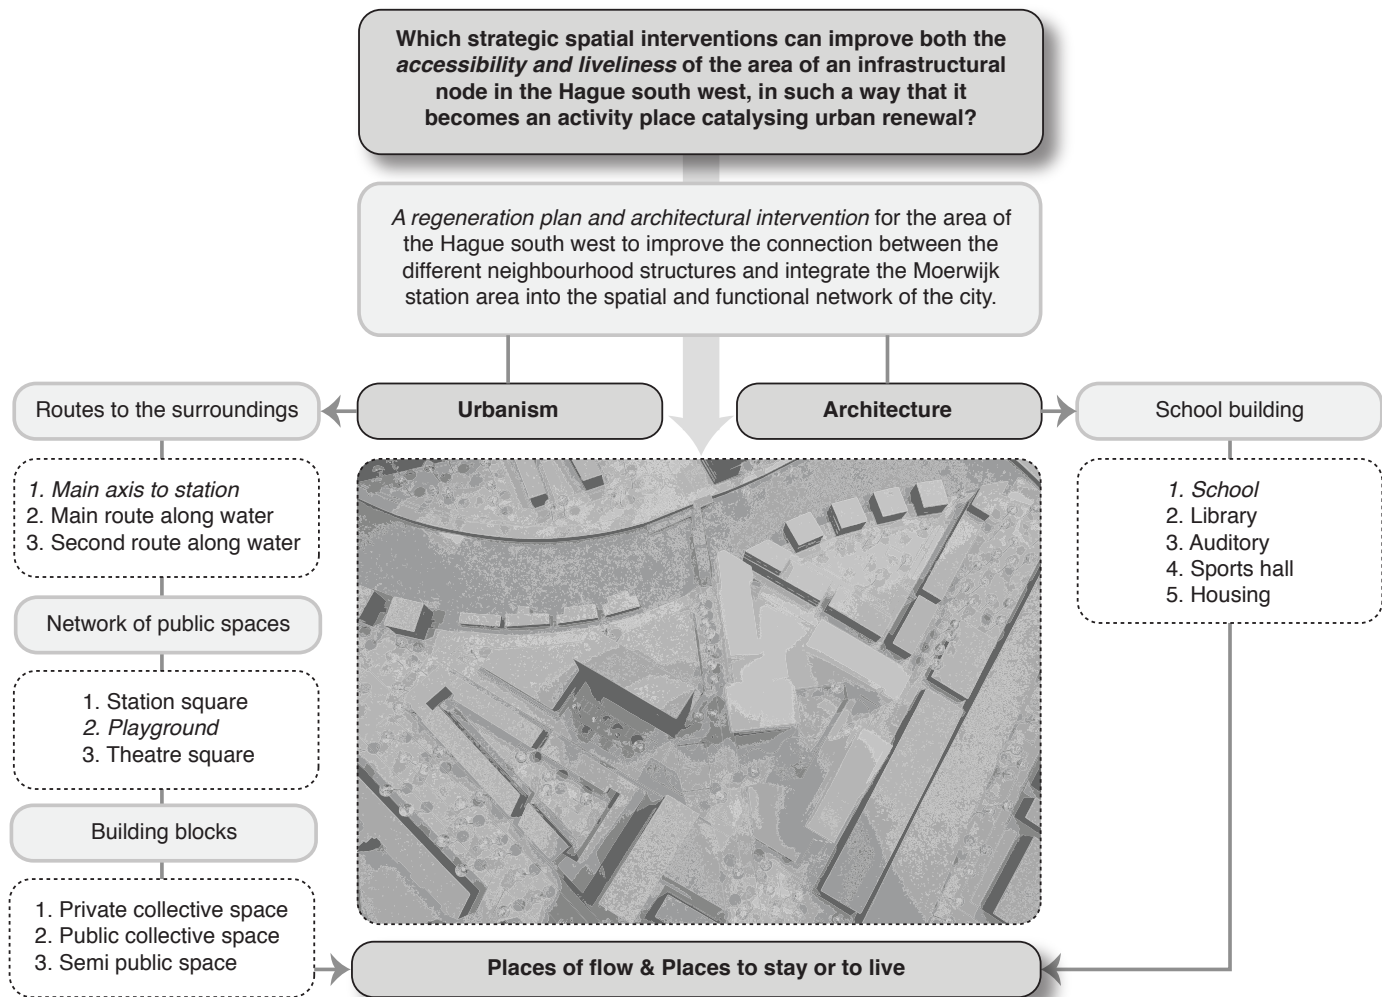 Which strategic spatial interventions can improve both the
accessibility and liveliness of the area of an infrastructural
node in the Hague south west, in such a way that it
becomes an activity place catalysing urban renewal?
A regeneration plan and architectural intervention for the area of
the Hague south west to improve the connection between the
different neighbourhood structures and integrate the Moerwijk
station area into the spatial and functional network of the city.
Routes to the surroundings
Urbanism
Architecture
School building
1. Main axis to station
2. Main route along water
3. Second route along water
Network of public spaces
1. Station square
2. Playground
3. Theatre square
Building blocks
1. Private collective space
2. Public collective space
3. Semi public space
1. School
2. Library
3. Auditory
4. Sports hall
5. Housing
Places of flow & Places to stay or to live